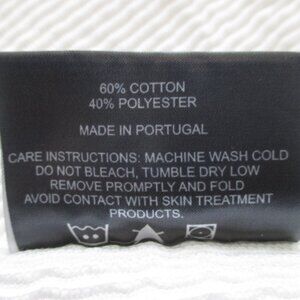 60% COTTON
40% POLYESTER
MADE IN PORTUGAL
CARE INSTRUCTIONS: MACHINE WASH COLD
DO NOT BLEACH, TUMBLE DRY LOW
REMOVE PROMPTLY AND FOLD
AVOID CONTACT WITH SKIN TREATMENT
PRODUCTS.